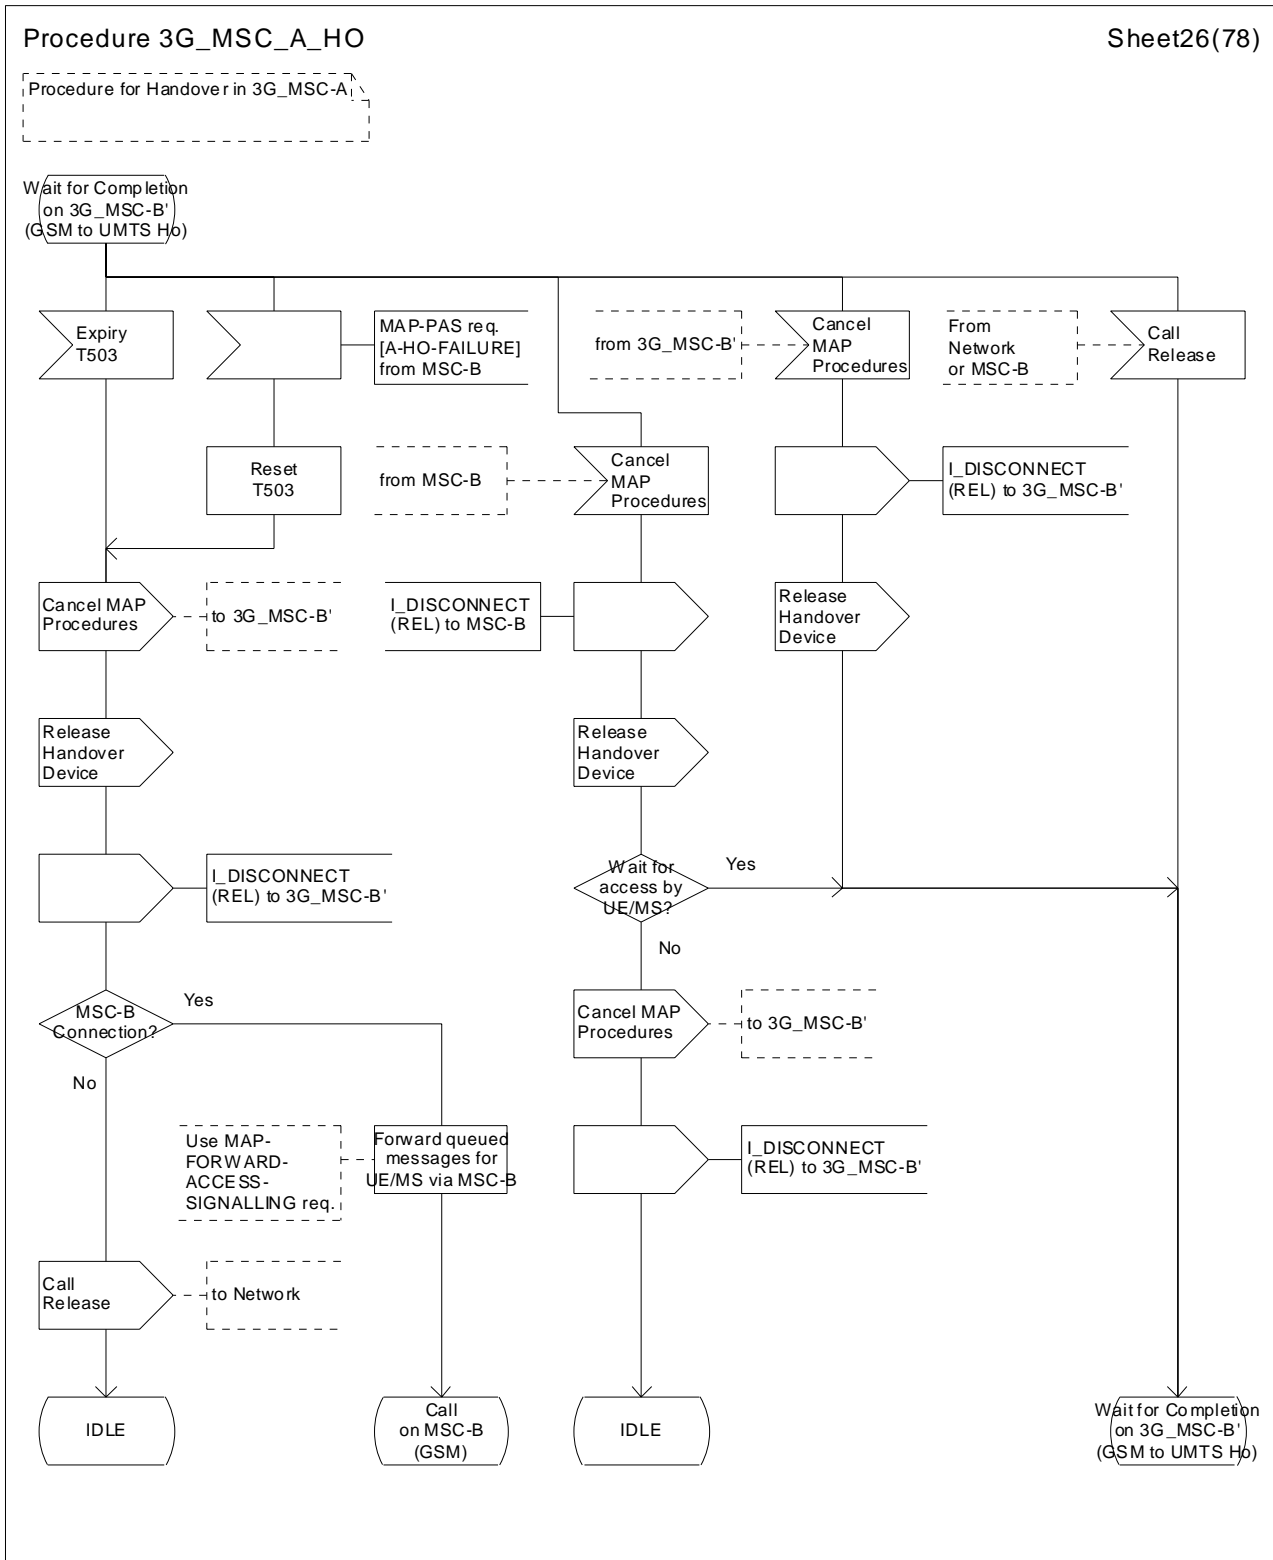 Procedure 3G_MSC_A_HO
Sheet26(78)
Procedure for Handover in 3G_MSC-A
Wait for Completion
on 3G_MSC-B'
(GSM to UMTS Ho)
Expiry
T503
MAP-PAS req.
[A-HO-FAILURE]
from MSC-B
from 3G_MSC-B'
Cancel
MAP
Procedures
From
Network
or MSC-B
Call
Release
Reset
T503
from MSC-B
Cancel
MAP
Procedures
I_DISCONNECT
(REL) to 3G_MSC-B'
Cancel MAP
Procedures
to 3G_MSC-B'
I_DISCONNECT
(REL) to MSC-B
Release
Handover
Device
Release
Handover
Device
Release
Handover
Device
I_DISCONNECT
(REL) to 3G_MSC-B'
Wait for
access by
UE/MS?
Yes
No
MSC-B
Connection?
Yes
No
Cancel MAP
Procedures
to 3G_MSC-B'
Use MAP-
FORWARD-
ACCESS-
SIGNALLING req.
Forward queued
messages for
UE/MS via MSC-B
I_DISCONNECT
(REL) to 3G_MSC-B'
Call
Release
to Network
IDLE
Call
on MSC-B
(GSM)
IDLE
Wait for Completion
on 3G_MSC-B'
(GSM to UMTS Ho)